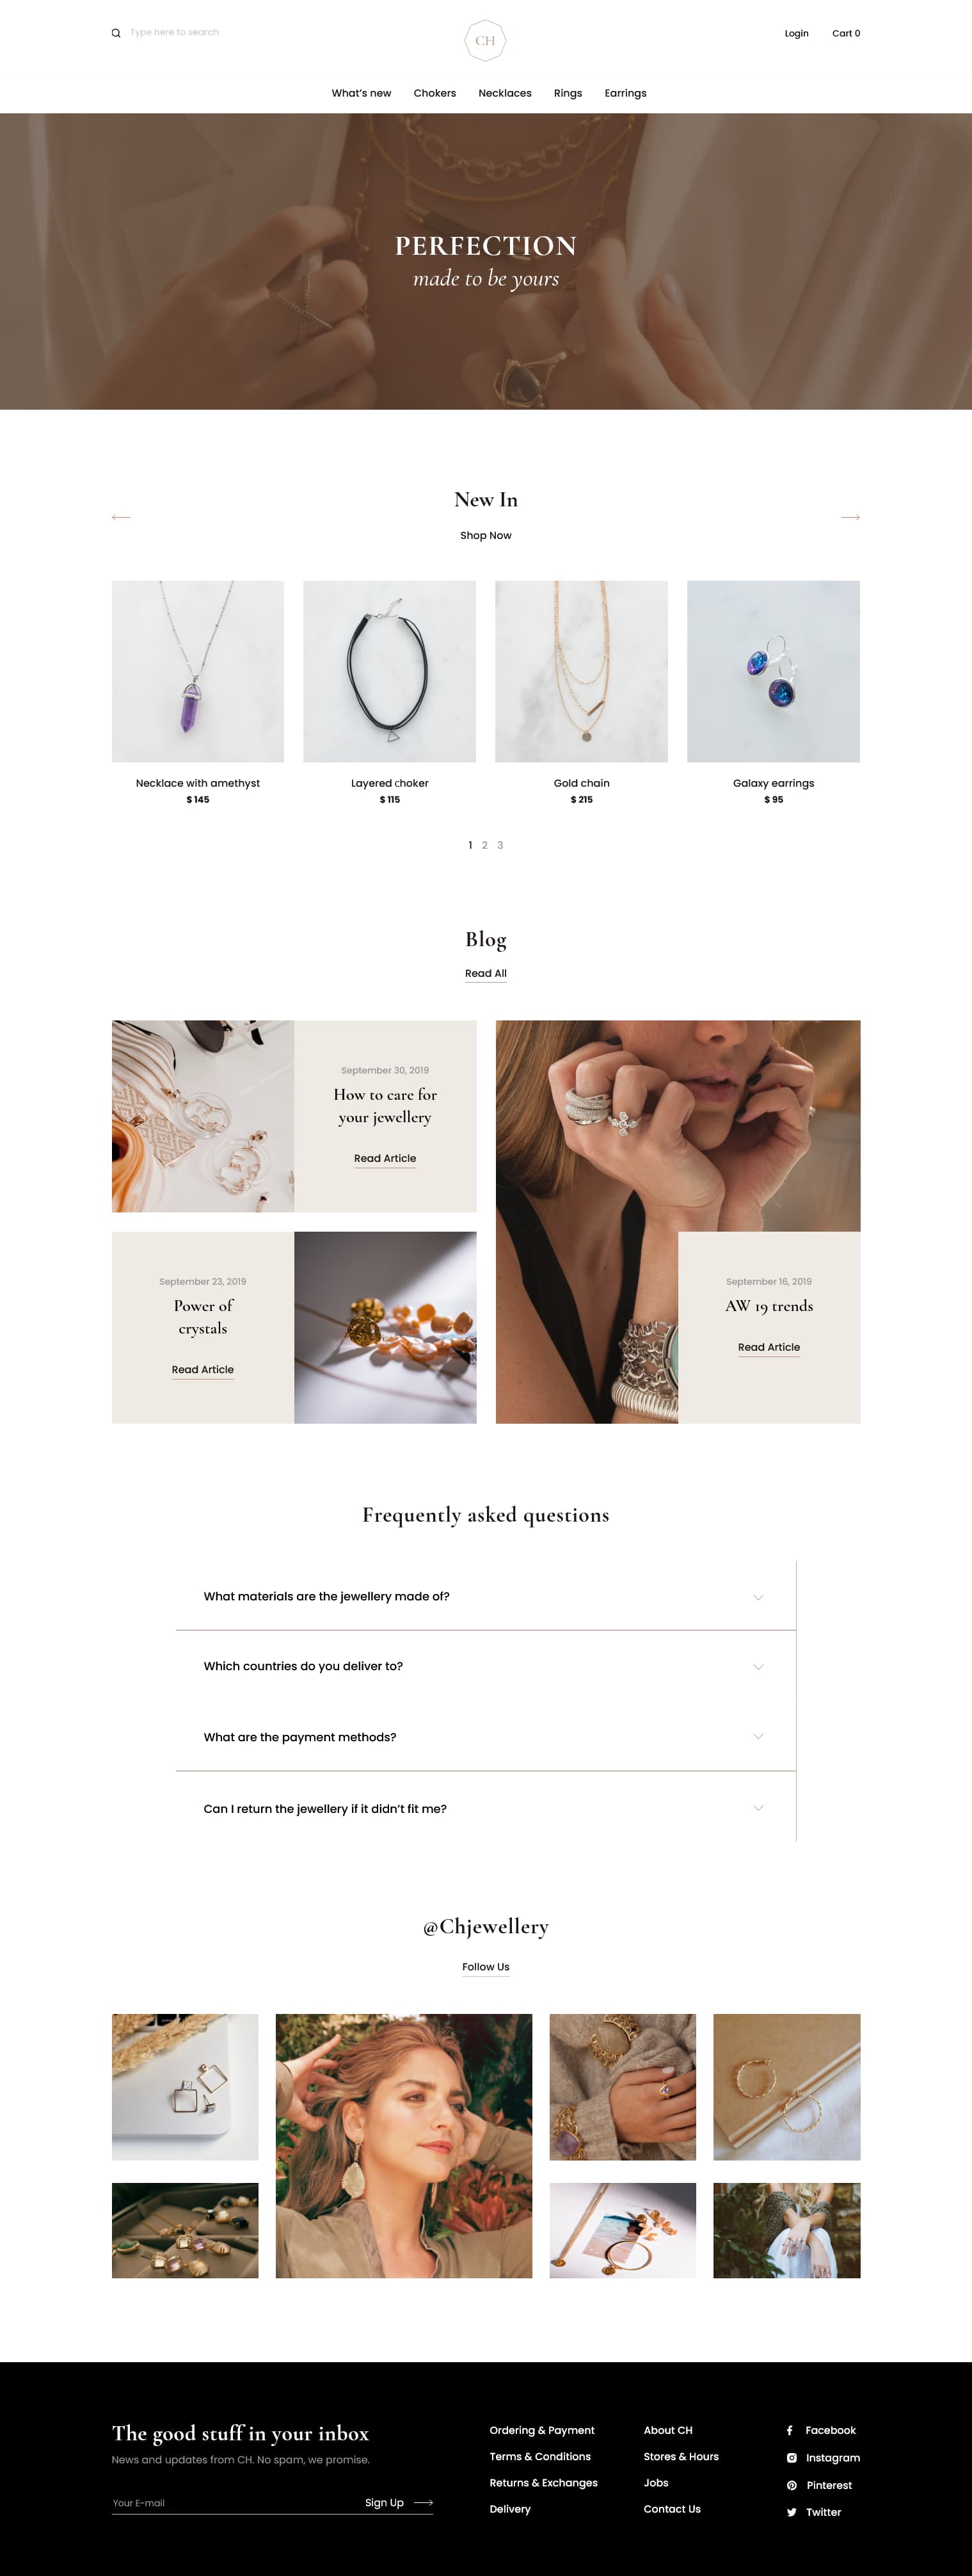 Type here to search
CH
Login
Cart 0
What's new
Chokers
Necklaces
Rings
Earrings
PERFECTION
made to be yours
New In
Shop Now
Necklace with amethyst
$ 145
Layered choker
$ 115
Gold chain
$ 215
Galaxy earrings
$ 95
1 2 3
Blog
Read All
September 30, 2019
How to care for
your jewellery
Read Article
September 23, 2019
Power of
crystals
Read Article
September 16, 2019
AW 19 trends
Read Article
Frequently asked questions
What materials are the jewellery made of?
Which countries do you deliver to?
What are the payment methods?
Can I return the jewellery if it didn't fit me?
@Chjewellery
Follow Us
The good stuff in your inbox
News and updates from CH. No spam, we promise.
Your E-mail
Sign Up
Ordering & Payment
Terms & Conditions
Returns & Exchanges
Delivery
About CH
Stores & Hours
Jobs
Contact Us
Facebook
Instagram
Pinterest
Twitter